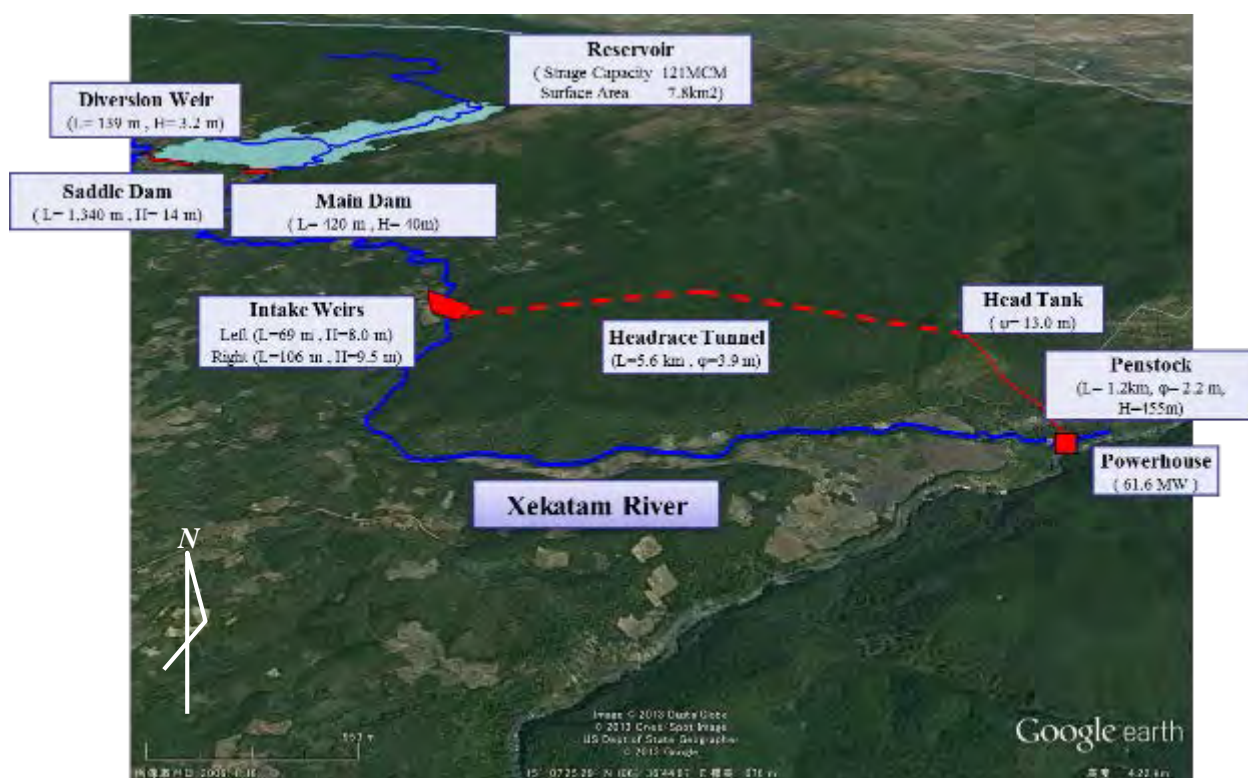 Reservoir
( Strage Capacity 121MCM
Surface Area 7.8km2)
Diversion Weir
(L= 139 m , H= 3.2 m)
Saddle Dam
( L= 1,340 m , H= 14 m)
Main Dam
( L= 420 m , H= 40m)
Intake Weirs
Left (L=69 m , H=8.0 m)
Right (L=106 m , H=9.5 m)
Headrace Tunnel
(L=5.6 km , φ=3.9 m)
Head Tank
( φ= 13.0 m)
Penstock
(L= 1.2km, φ= 2.2 m,
H=455m)
Powerhouse
( 61.6 MW )
Xekatam River
N
Image © 2013 Digital Globe
© 2013 Cnes/Spot Image
US Dept of State Geographer
© 2013 Google
Google earth